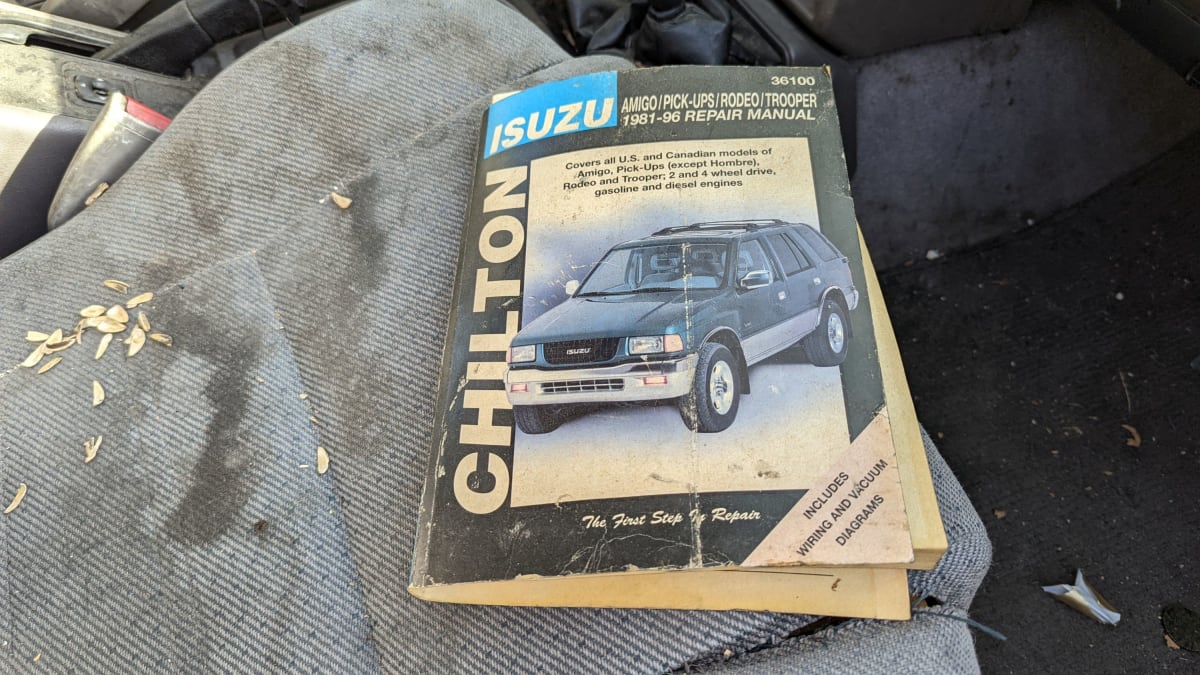 36100
ISUZU
AMIGO/PICK-UPS/RODEO/TROOPER
1981-96 REPAIR MANUAL
Covers all U.S. and Canadian models of
Amigo, Pick-Ups (except Hombre),
Rodeo and Trooper; 2 and 4 wheel drive,
gasoline and diesel engines
CHILTON
ISUZU
INCLUDES
WIRING AND VACUUM
DIAGRAMS
The First Step In Repair